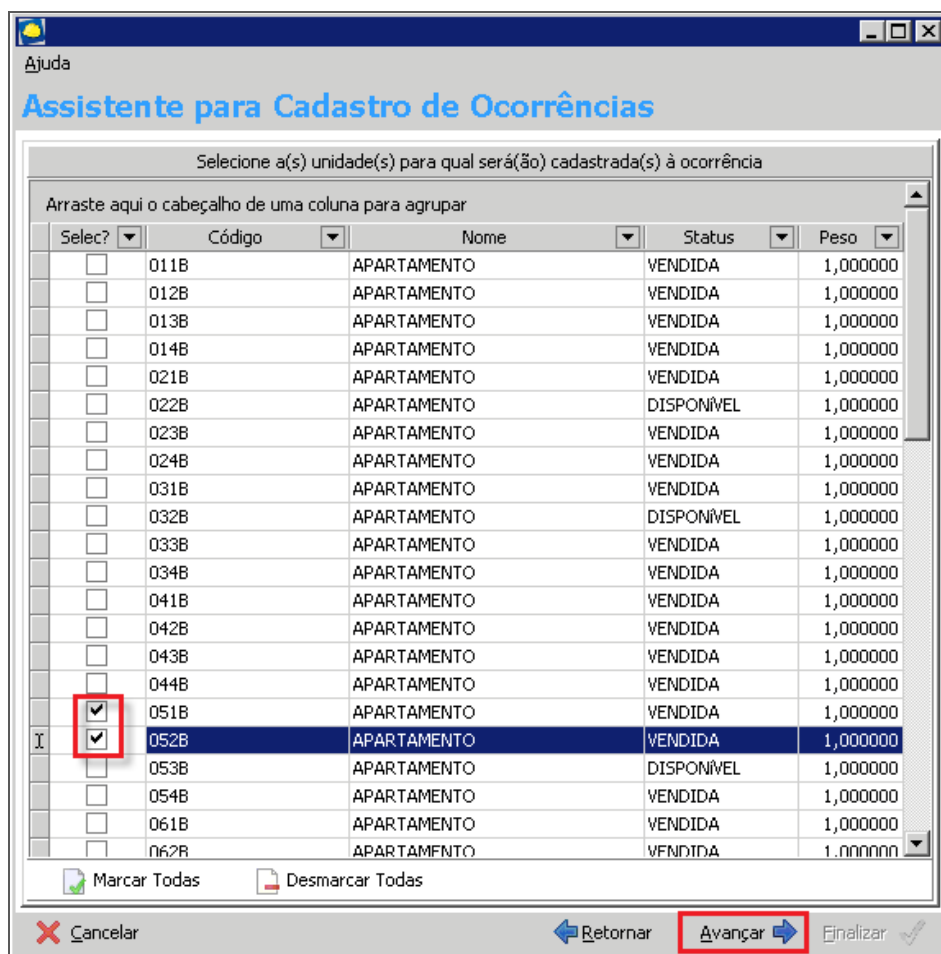 Ajuda
Assistente para Cadastro de Ocorrências
Selecione a(s) unidade(s) para qual será(ão) cadastrada(s) à ocorrência
Arraste aqui o cabeçalho de uma coluna para agrupar
Selec? Código Nome Status Peso
011B APARTAMENTO VENDIDA 1,000000
012B APARTAMENTO VENDIDA 1,000000
013B APARTAMENTO VENDIDA 1,000000
014B APARTAMENTO VENDIDA 1,000000
021B APARTAMENTO VENDIDA 1,000000
022B APARTAMENTO DISPONíVEL 1,000000
023B APARTAMENTO VENDIDA 1,000000
024B APARTAMENTO VENDIDA 1,000000
031B APARTAMENTO VENDIDA 1,000000
032B APARTAMENTO DISPONíVEL 1,000000
033B APARTAMENTO VENDIDA 1,000000
034B APARTAMENTO VENDIDA 1,000000
041B APARTAMENTO VENDIDA 1,000000
042B APARTAMENTO VENDIDA 1,000000
043B APARTAMENTO VENDIDA 1,000000
044B APARTAMENTO VENDIDA 1,000000
051B APARTAMENTO VENDIDA 1,000000
052B APARTAMENTO VENDIDA 1,000000
053B APARTAMENTO DISPONíVEL 1,000000
054B APARTAMENTO VENDIDA 1,000000
061B APARTAMENTO VENDIDA 1,000000
062B APARTAMENTO VENDIDA 1,000000
Marcar Todas Desmarcar Todas
Cancelar Retornar Avançar Finalizar